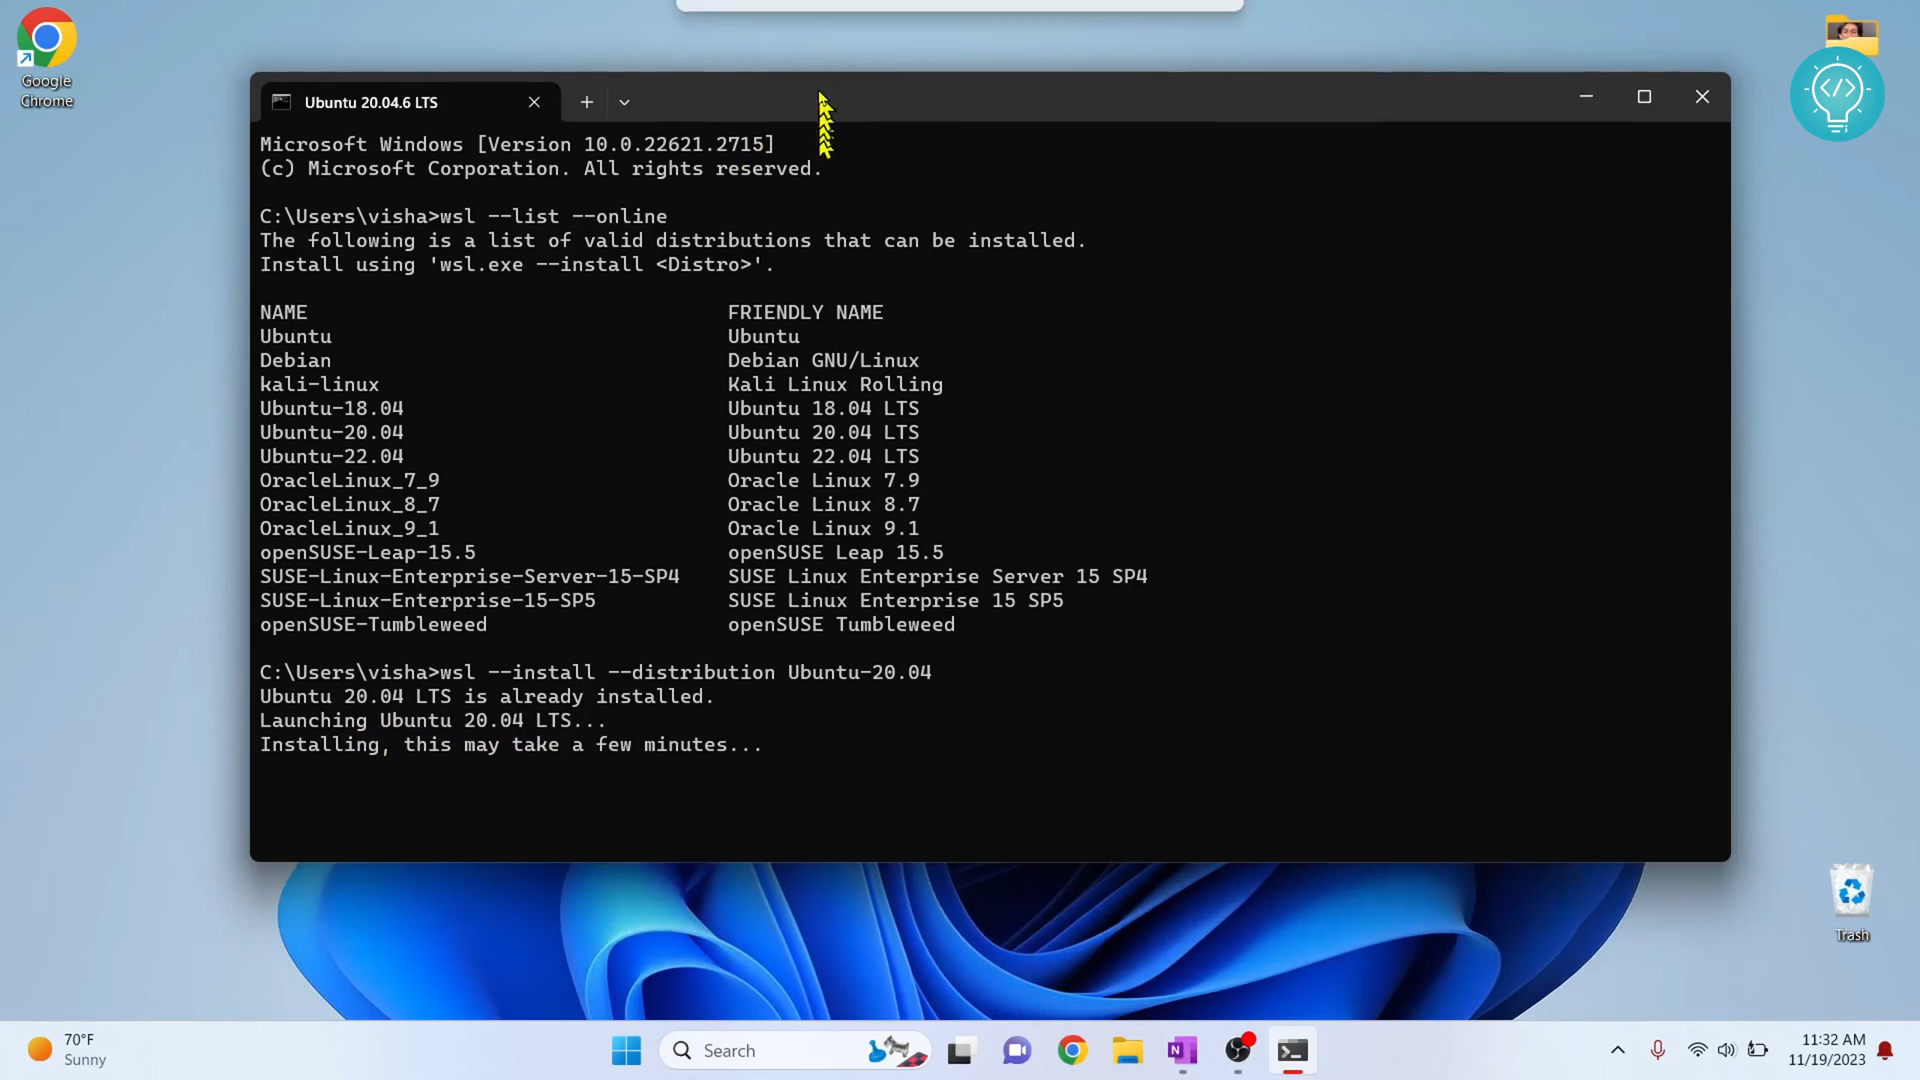 Google
Chrome
Ubuntu 20.04.6 LTS
Microsoft Windows [Version 10.0.22621.2715]
(c) Microsoft Corporation. All rights reserved.
C:\Users\visha>wsl --list --online
The following is a list of valid distributions that can be installed.
Install using 'wsl.exe --install <Distro>'.
NAME FRIENDLY NAME
Ubuntu Ubuntu
Debian Debian GNU/Linux
kali-linux Kali Linux Rolling
Ubuntu-18.04 Ubuntu 18.04 LTS
Ubuntu-20.04 Ubuntu 20.04 LTS
Ubuntu-22.04 Ubuntu 22.04 LTS
OracleLinux_7_9 Oracle Linux 7.9
OracleLinux_8_7 Oracle Linux 8.7
OracleLinux_9_1 Oracle Linux 9.1
openSUSE-Leap-15.5 openSUSE Leap 15.5
SUSE-Linux-Enterprise-Server-15-SP4 SUSE Linux Enterprise Server 15 SP4
SUSE-Linux-Enterprise-15-SP5 SUSE Linux Enterprise 15 SP5
openSUSE-Tumbleweed openSUSE Tumbleweed
C:\Users\visha>wsl --install --distribution Ubuntu-20.04
Ubuntu 20.04 LTS is already installed.
Launching Ubuntu 20.04 LTS...
Installing, this may take a few minutes...
Trash
70°F
Sunny
Search
N
11:32 AM
11/19/2023